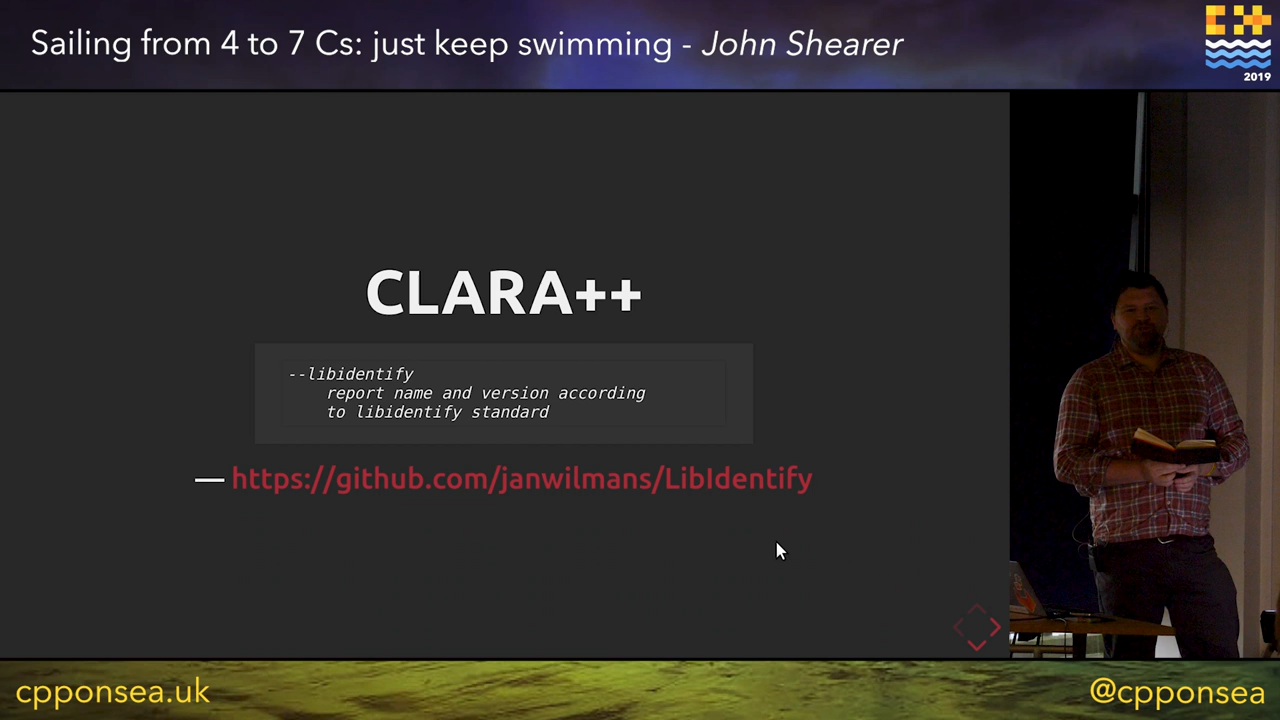 Sailing from 4 to 7 Cs: just keep swimming - John Shearer
2019
CLARA++
--libidentify
report name and version according
to libidentify standard
— https://github.com/janwilmans/LibIdentify
cpponsea.uk
@cpponsea